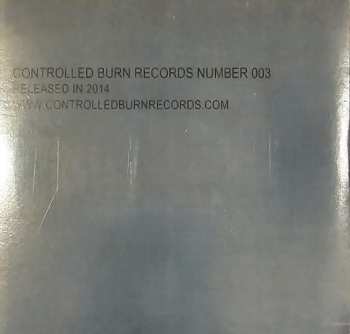 CONTROLLED BURN RECORDS NUMBER 003
RELEASED IN 2014
WWW.CONTROLLEDBURNRECORDS.COM